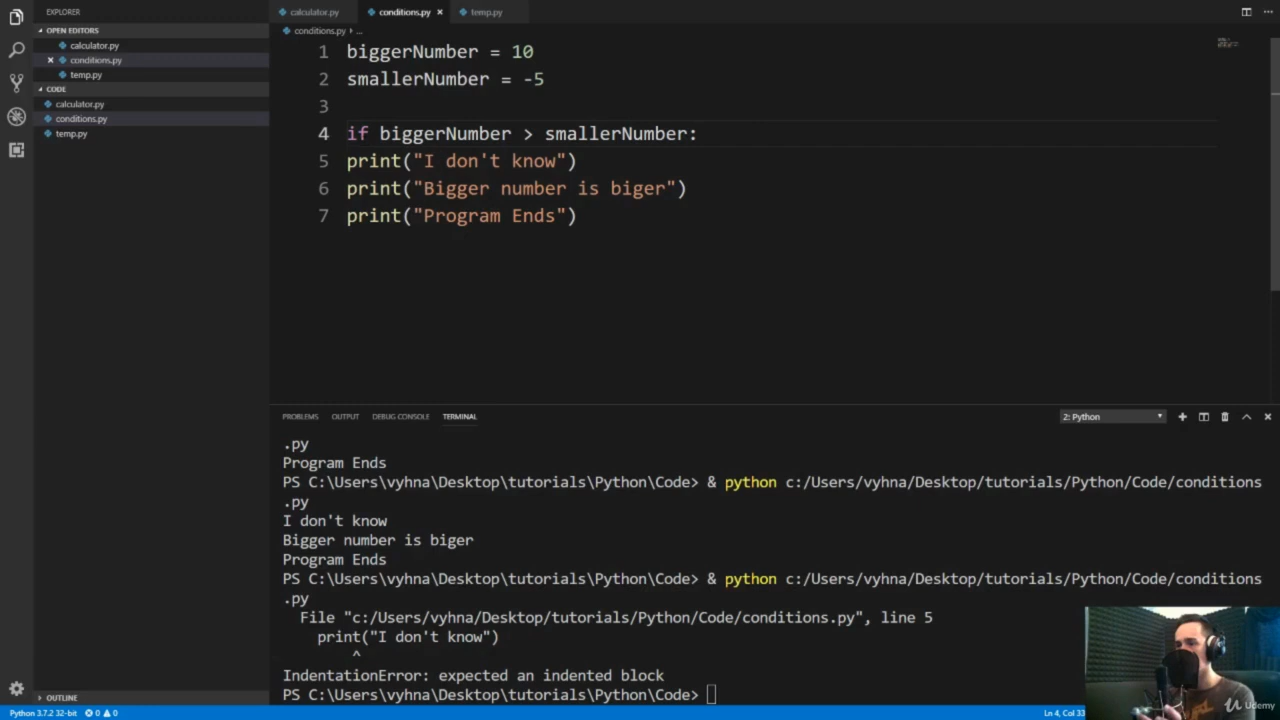 EXPLORER
OPEN EDITORS
calculator.py
conditions.py
temp.py
CODE
calculator.py
conditions.py
temp.py
OUTLINE
calculator.py conditions.py × temp.py
conditions.py > ...
1 biggerNumber = 10
2 smallerNumber = -5
3
4 if biggerNumber > smallerNumber:
5 print("I don't know")
6 print("Bigger number is biger")
7 print("Program Ends")
PROBLEMS OUTPUT DEBUG CONSOLE TERMINAL 2: Python
.py
Program Ends
PS C:\Users\vyhna\Desktop\tutorials\Python\Code> & python c:/Users/vyhna/Desktop/tutorials/Python/Code/conditions
.py
I don't know
Bigger number is biger
Program Ends
PS C:\Users\vyhna\Desktop\tutorials\Python\Code> & python c:/Users/vyhna/Desktop/tutorials/Python/Code/conditions
.py
File "c:/Users/vyhna/Desktop/tutorials/Python/Code/conditions.py", line 5
print("I don't know")
^
IndentationError: expected an indented block
PS C:\Users\vyhna\Desktop\tutorials\Python\Code>
Python 3.7.2 32-bit 0 0 Ln 4, Col 33
Udemy